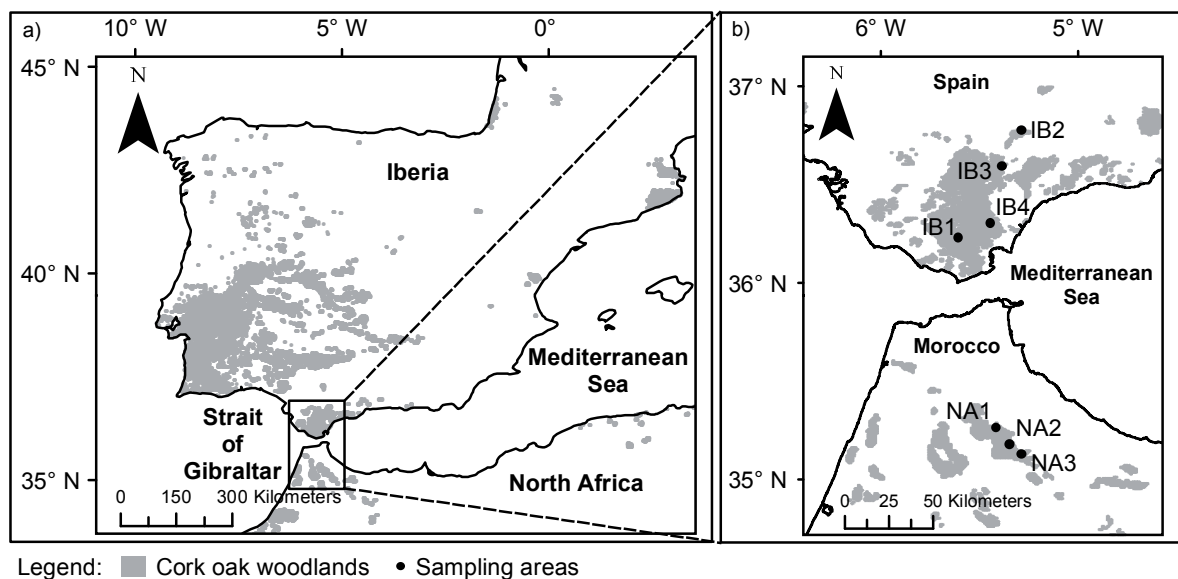 a)
10° W 5° W 0°
45° N
N
Iberia
40° N
Mediterranean
Sea
Strait
of
Gibraltar
35° N
0 150 300 Kilometers
North Africa
b)
6° W 5° W
37° N
N
Spain
IB2
IB3
IB4
IB1
36° N
Mediterranean
Sea
Morocco
NA1
NA2
NA3
35° N
0 25 50 Kilometers
Legend: Cork oak woodlands Sampling areas